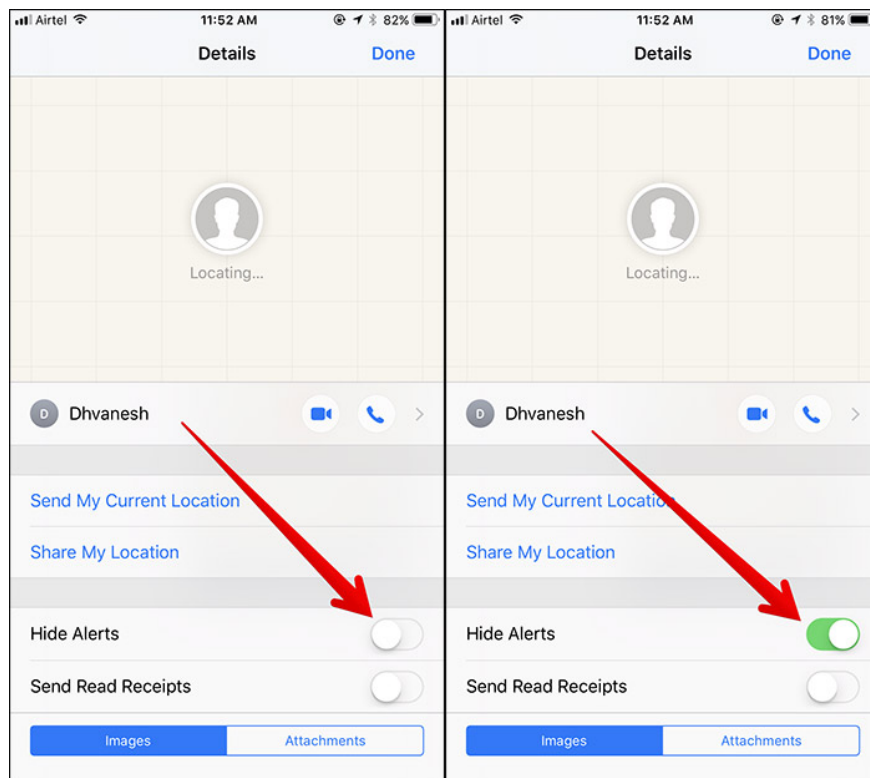 Airtel 11:52 AM 82%
Details Done
Locating...
D Dhvanesh
Send My Current Location
Share My Location
Hide Alerts
Send Read Receipts
Images Attachments
Airtel 11:52 AM 81%
Details Done
Locating...
D Dhvanesh
Send My Current Location
Share My Location
Hide Alerts
Send Read Receipts
Images Attachments